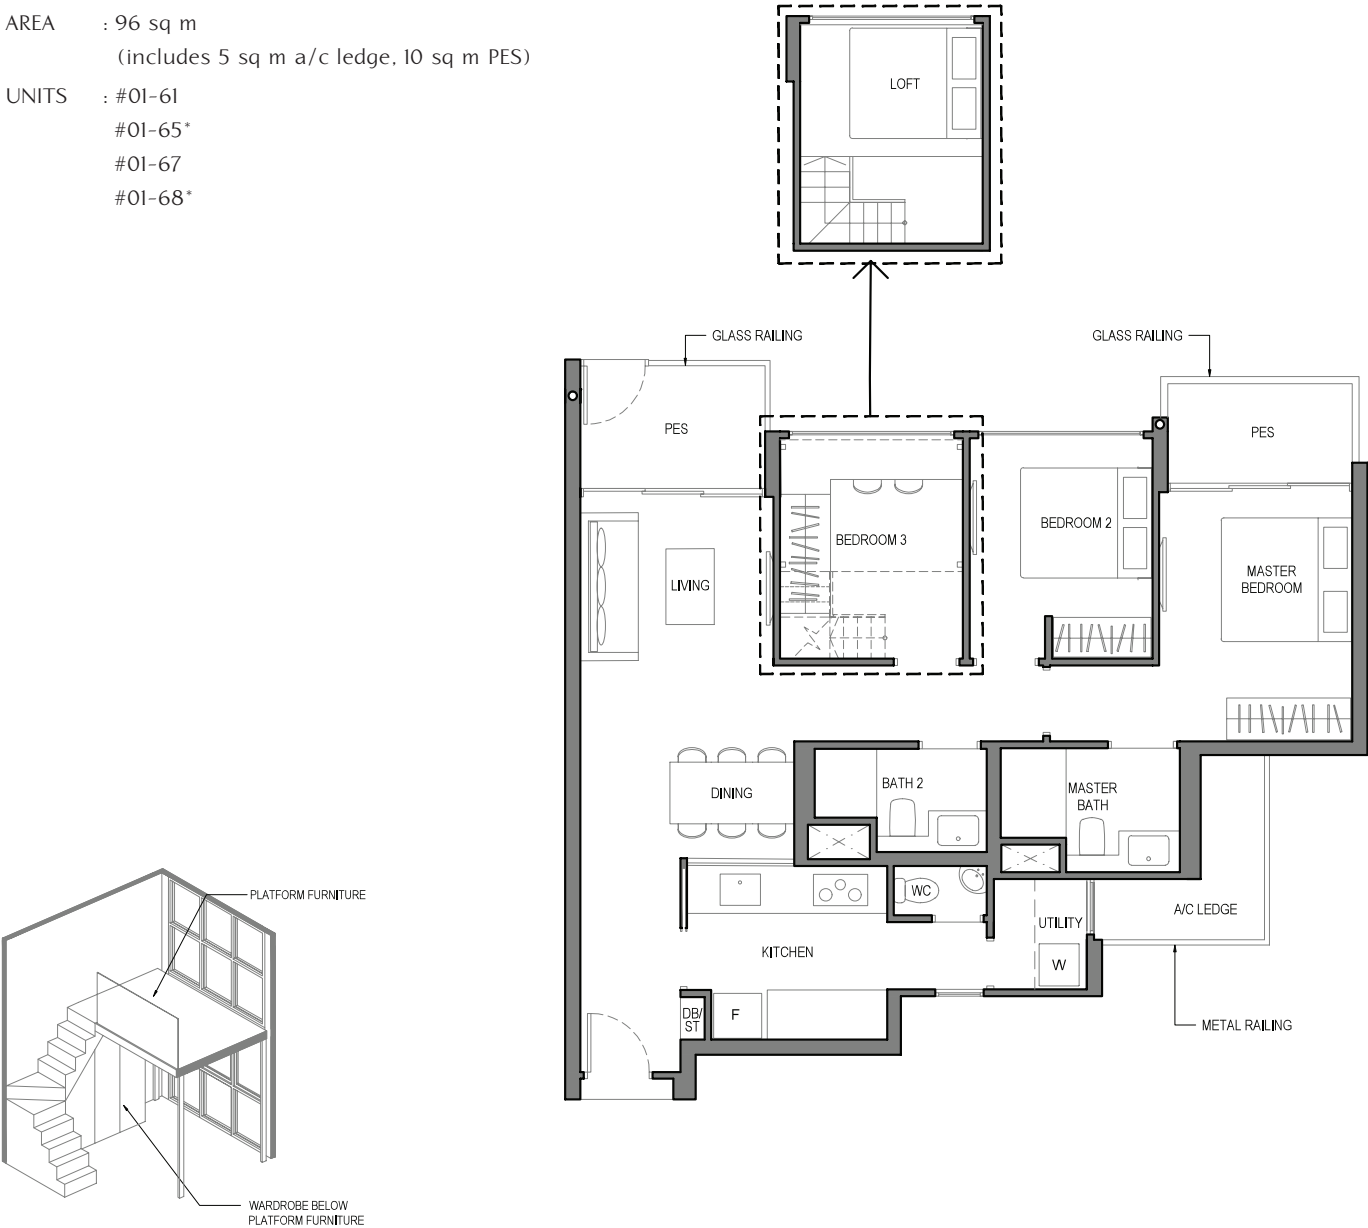 AREA : 96 sq m
(includes 5 sq m a/c ledge, 10 sq m PES)
UNITS : #01-61
#01-65*
#01-67
#01-68*
LOFT
GLASS RAILING
GLASS RAILING
PES
PES
BEDROOM 3
BEDROOM 2
LIVING
MASTER
BEDROOM
DINING
BATH 2
MASTER
BATH
WC
UTILITY
A/C LEDGE
KITCHEN
W
DB/
ST
F
METAL RAILING
PLATFORM FURNITURE
WARDROBE BELOW
PLATFORM FURNITURE